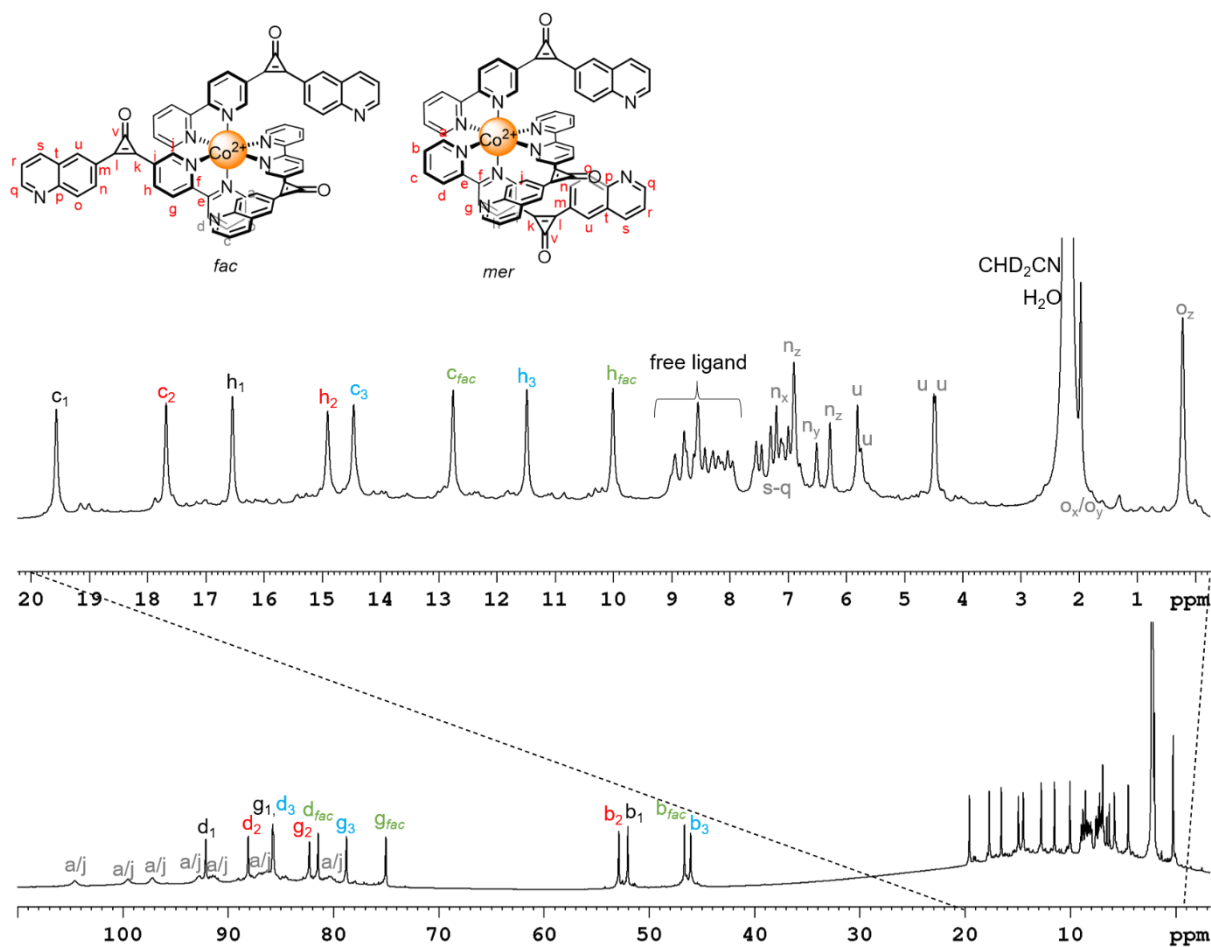 O
O
N
N
N
N
O
N
Co2+
N
N
N
N
N
v
l
k
u
s
r
t
m
q
p
n
o
i
j
h
g
f
e
d
c
fac
O
N
N
N
Co2+
N
N
N
N
O
O
a
b
c
d
e
f
g
h
j
k
l
m
n
o
p
q
r
s
t
u
v
mer
CHD2CN
H2O
oz
c1
c2
h1
h2
c3
cfac
h3
hfac
free ligand
s-q
nx
nz
ny
nz
u
u
u u
ox/oy
20 19 18 17 16 15 14 13 12 11 10 9 8 7 6 5 4 3 2 1 ppm
a/j
a/j
a/j
a/j
d1
a/j
d2
a/j
g1, d3
g2
dfac
a/j
g3
gfac
b2
b1
bfac
b3
100 90 80 70 60 50 40 30 20 10 ppm